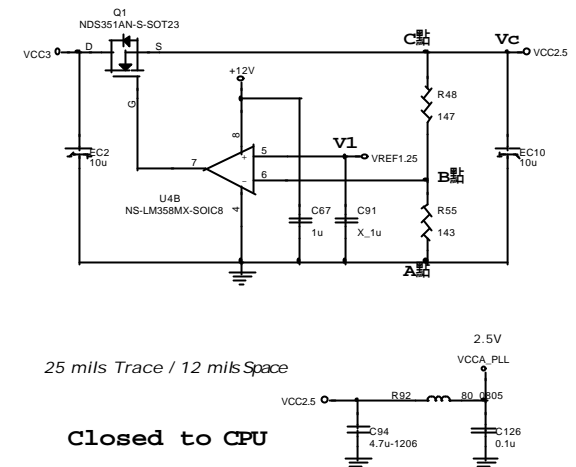 Q1
NDS351AN-S-SOT23
VCC3
D
S
C點
Vc
VCC2.5
G
+12V
R48
147
8
5
+
V1
VREF1.25
7
6
-
B點
EC2
10u
EC10
10u
U4B
NS-LM358MX-SOIC8
4
C67
1u
C91
X_1u
R55
143
A點
2.5V
VCCA_PLL
25 mils Trace / 12 mils Space
VCC2.5
R92
80_0805
Closed to CPU
C94
4.7u-1206
C126
0.1u